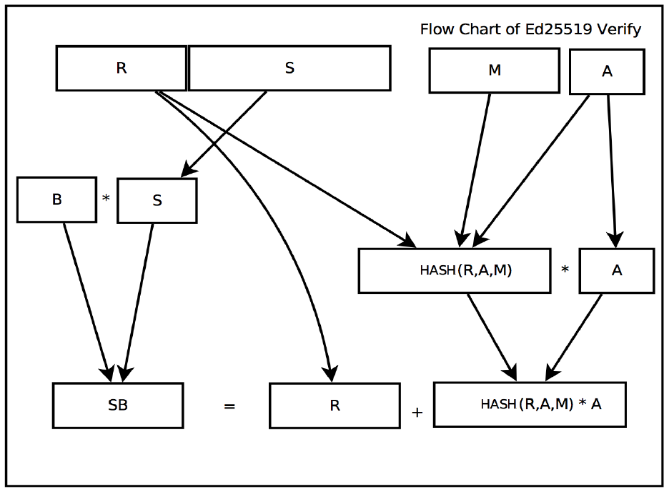 Flow Chart of Ed25519 Verify
R S M A
B * S
HASH(R,A,M) * A
SB = R + HASH(R,A,M) * A